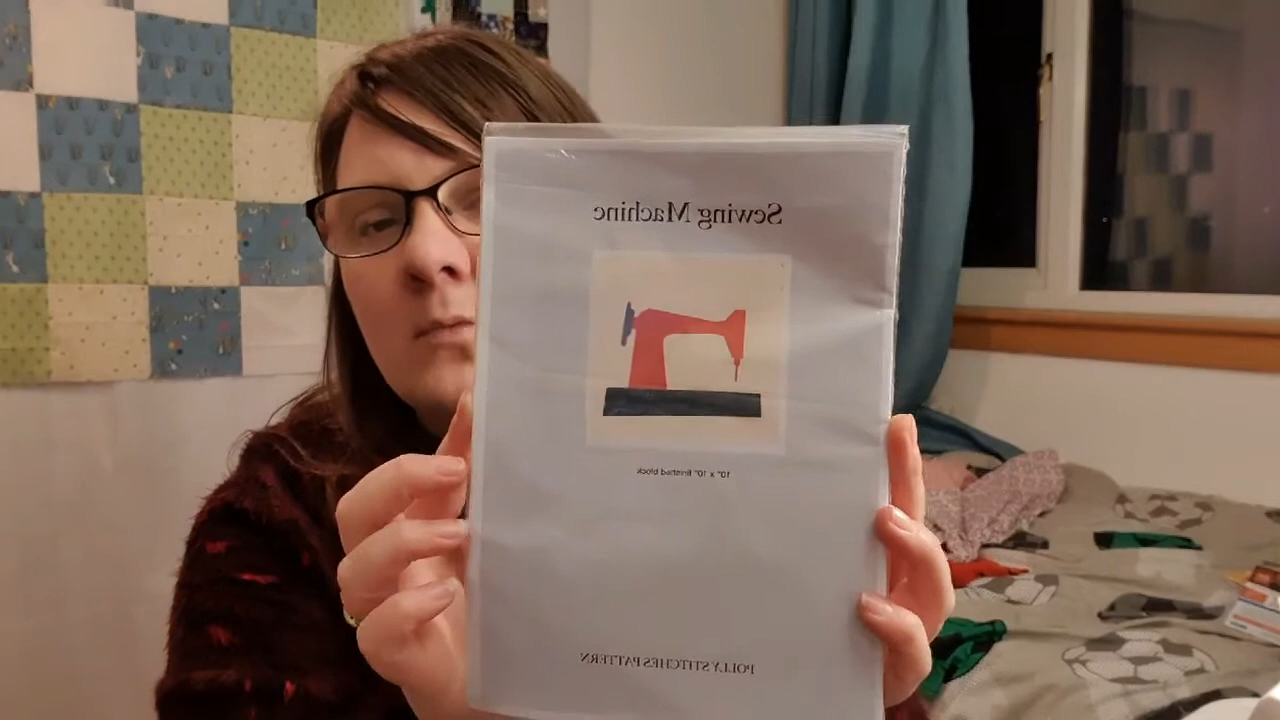 Sewing Machine
10" x 10" finished block
POLLY STITCHES PATTERN